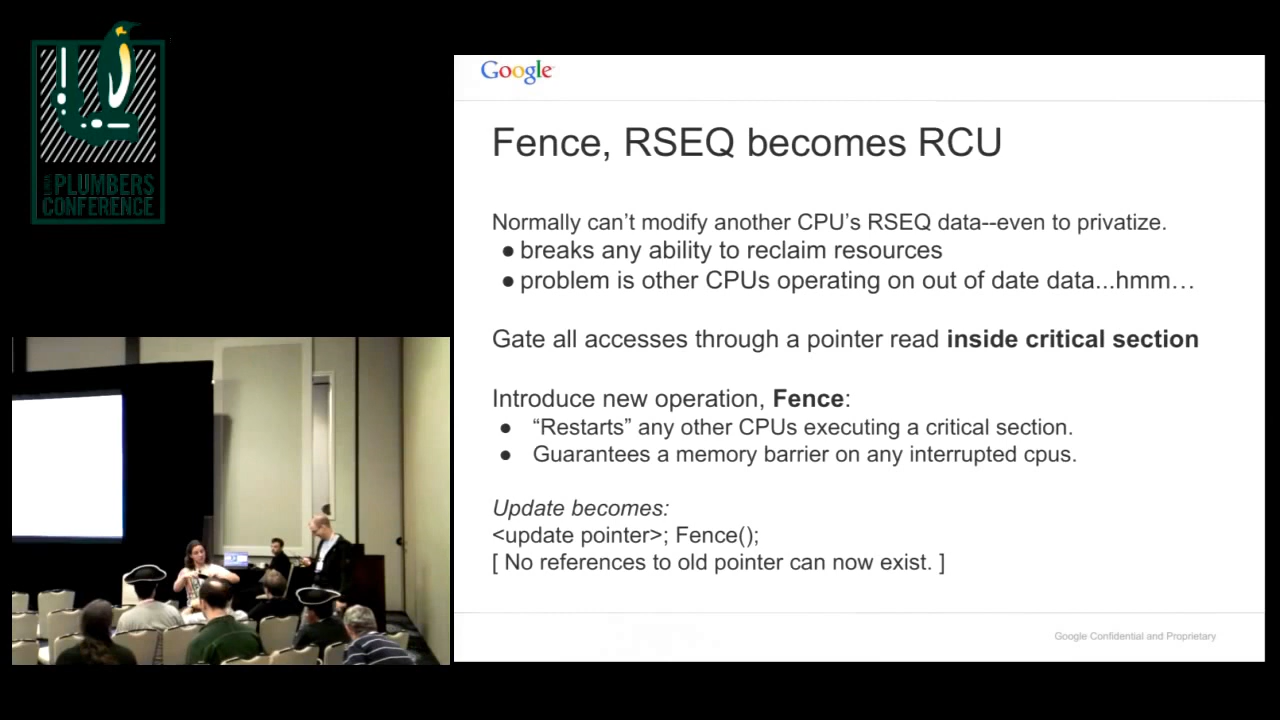 LINUX
PLUMBERS
CONFERENCE
Google
Fence, RSEQ becomes RCU
Normally can’t modify another CPU’s RSEQ data--even to privatize.
● breaks any ability to reclaim resources
● problem is other CPUs operating on out of date data...hmm…
Gate all accesses through a pointer read inside critical section
Introduce new operation, Fence:
● “Restarts” any other CPUs executing a critical section.
● Guarantees a memory barrier on any interrupted cpus.
Update becomes:
<update pointer>; Fence();
[ No references to old pointer can now exist. ]
Google Confidential and Proprietary